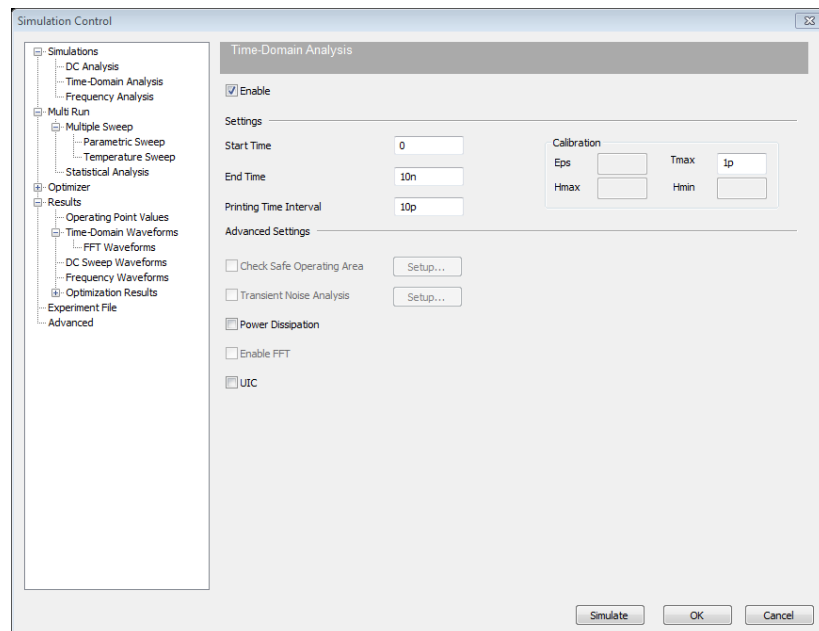 Simulation Control
Simulations
DC Analysis
Time-Domain Analysis
Frequency Analysis
Multi Run
Multiple Sweep
Parametric Sweep
Temperature Sweep
Statistical Analysis
Optimizer
Results
Operating Point Values
Time-Domain Waveforms
FFT Waveforms
DC Sweep Waveforms
Frequency Waveforms
Optimization Results
Experiment File
Advanced
Time-Domain Analysis
Enable
Settings
Start Time 0
End Time 10n
Printing Time Interval 10p
Calibration
Eps Tmax 1p
Hmax Hmin
Advanced Settings
Check Safe Operating Area Setup...
Transient Noise Analysis Setup...
Power Dissipation
Enable FFT
UIC
Simulate OK Cancel